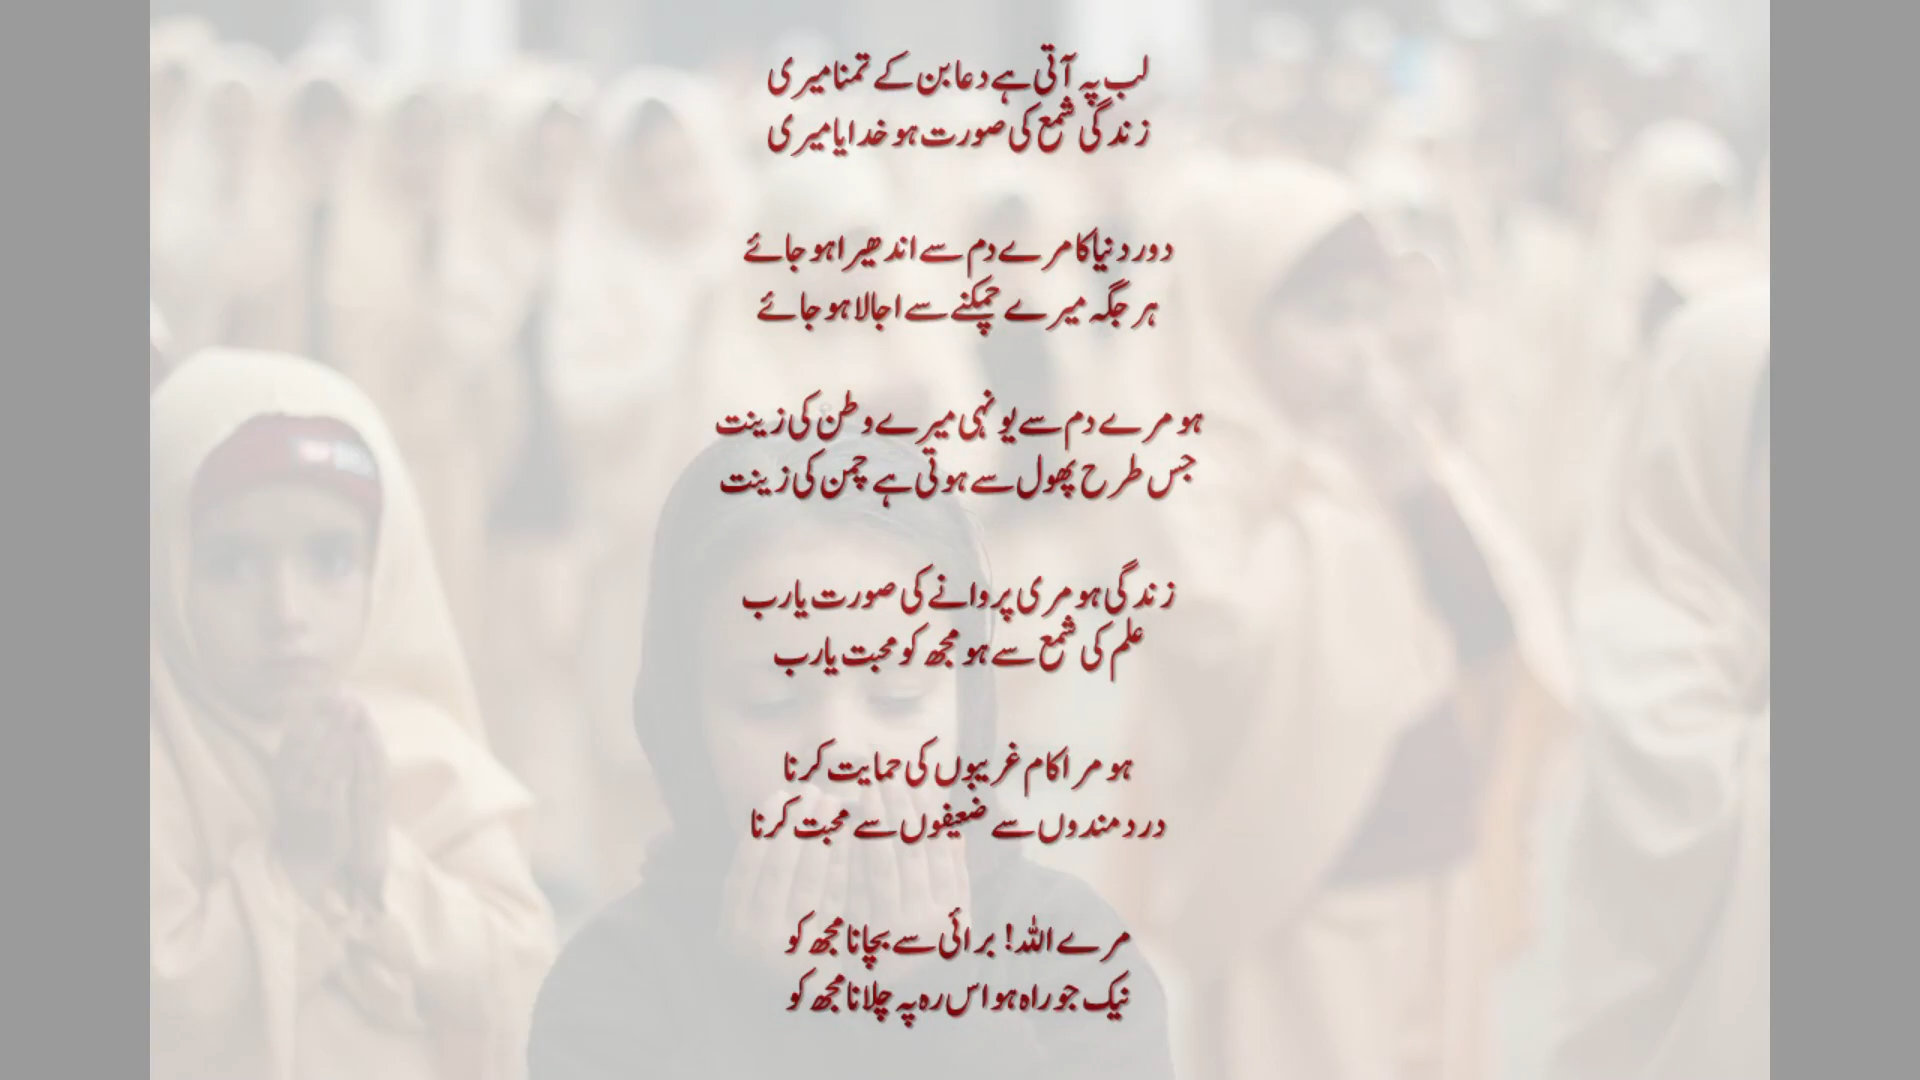 لب پہ آتی ہے دعا بن کے تمنا میری
زندگی شمع کی صورت ہو خدایا میری
دور دنیا کا مرے دم سے اندھیرا ہو جائے
ہر جگہ میرے چمکنے سے اجالا ہو جائے
ہو مرے دم سے یونہی میرے وطن کی زینت
جس طرح پھول سے ہوتی ہے چمن کی زینت
زندگی ہو مری پروانے کی صورت یارب
علم کی شمع سے ہو مجھ کو محبت یارب
ہو مرا کام غریبوں کی حمایت کرنا
دردمندوں سے ضعیفوں سے محبت کرنا
مرے اللہ! برائی سے بچانا مجھ کو
نیک جو راہ ہو اس رہ پہ چلانا مجھ کو